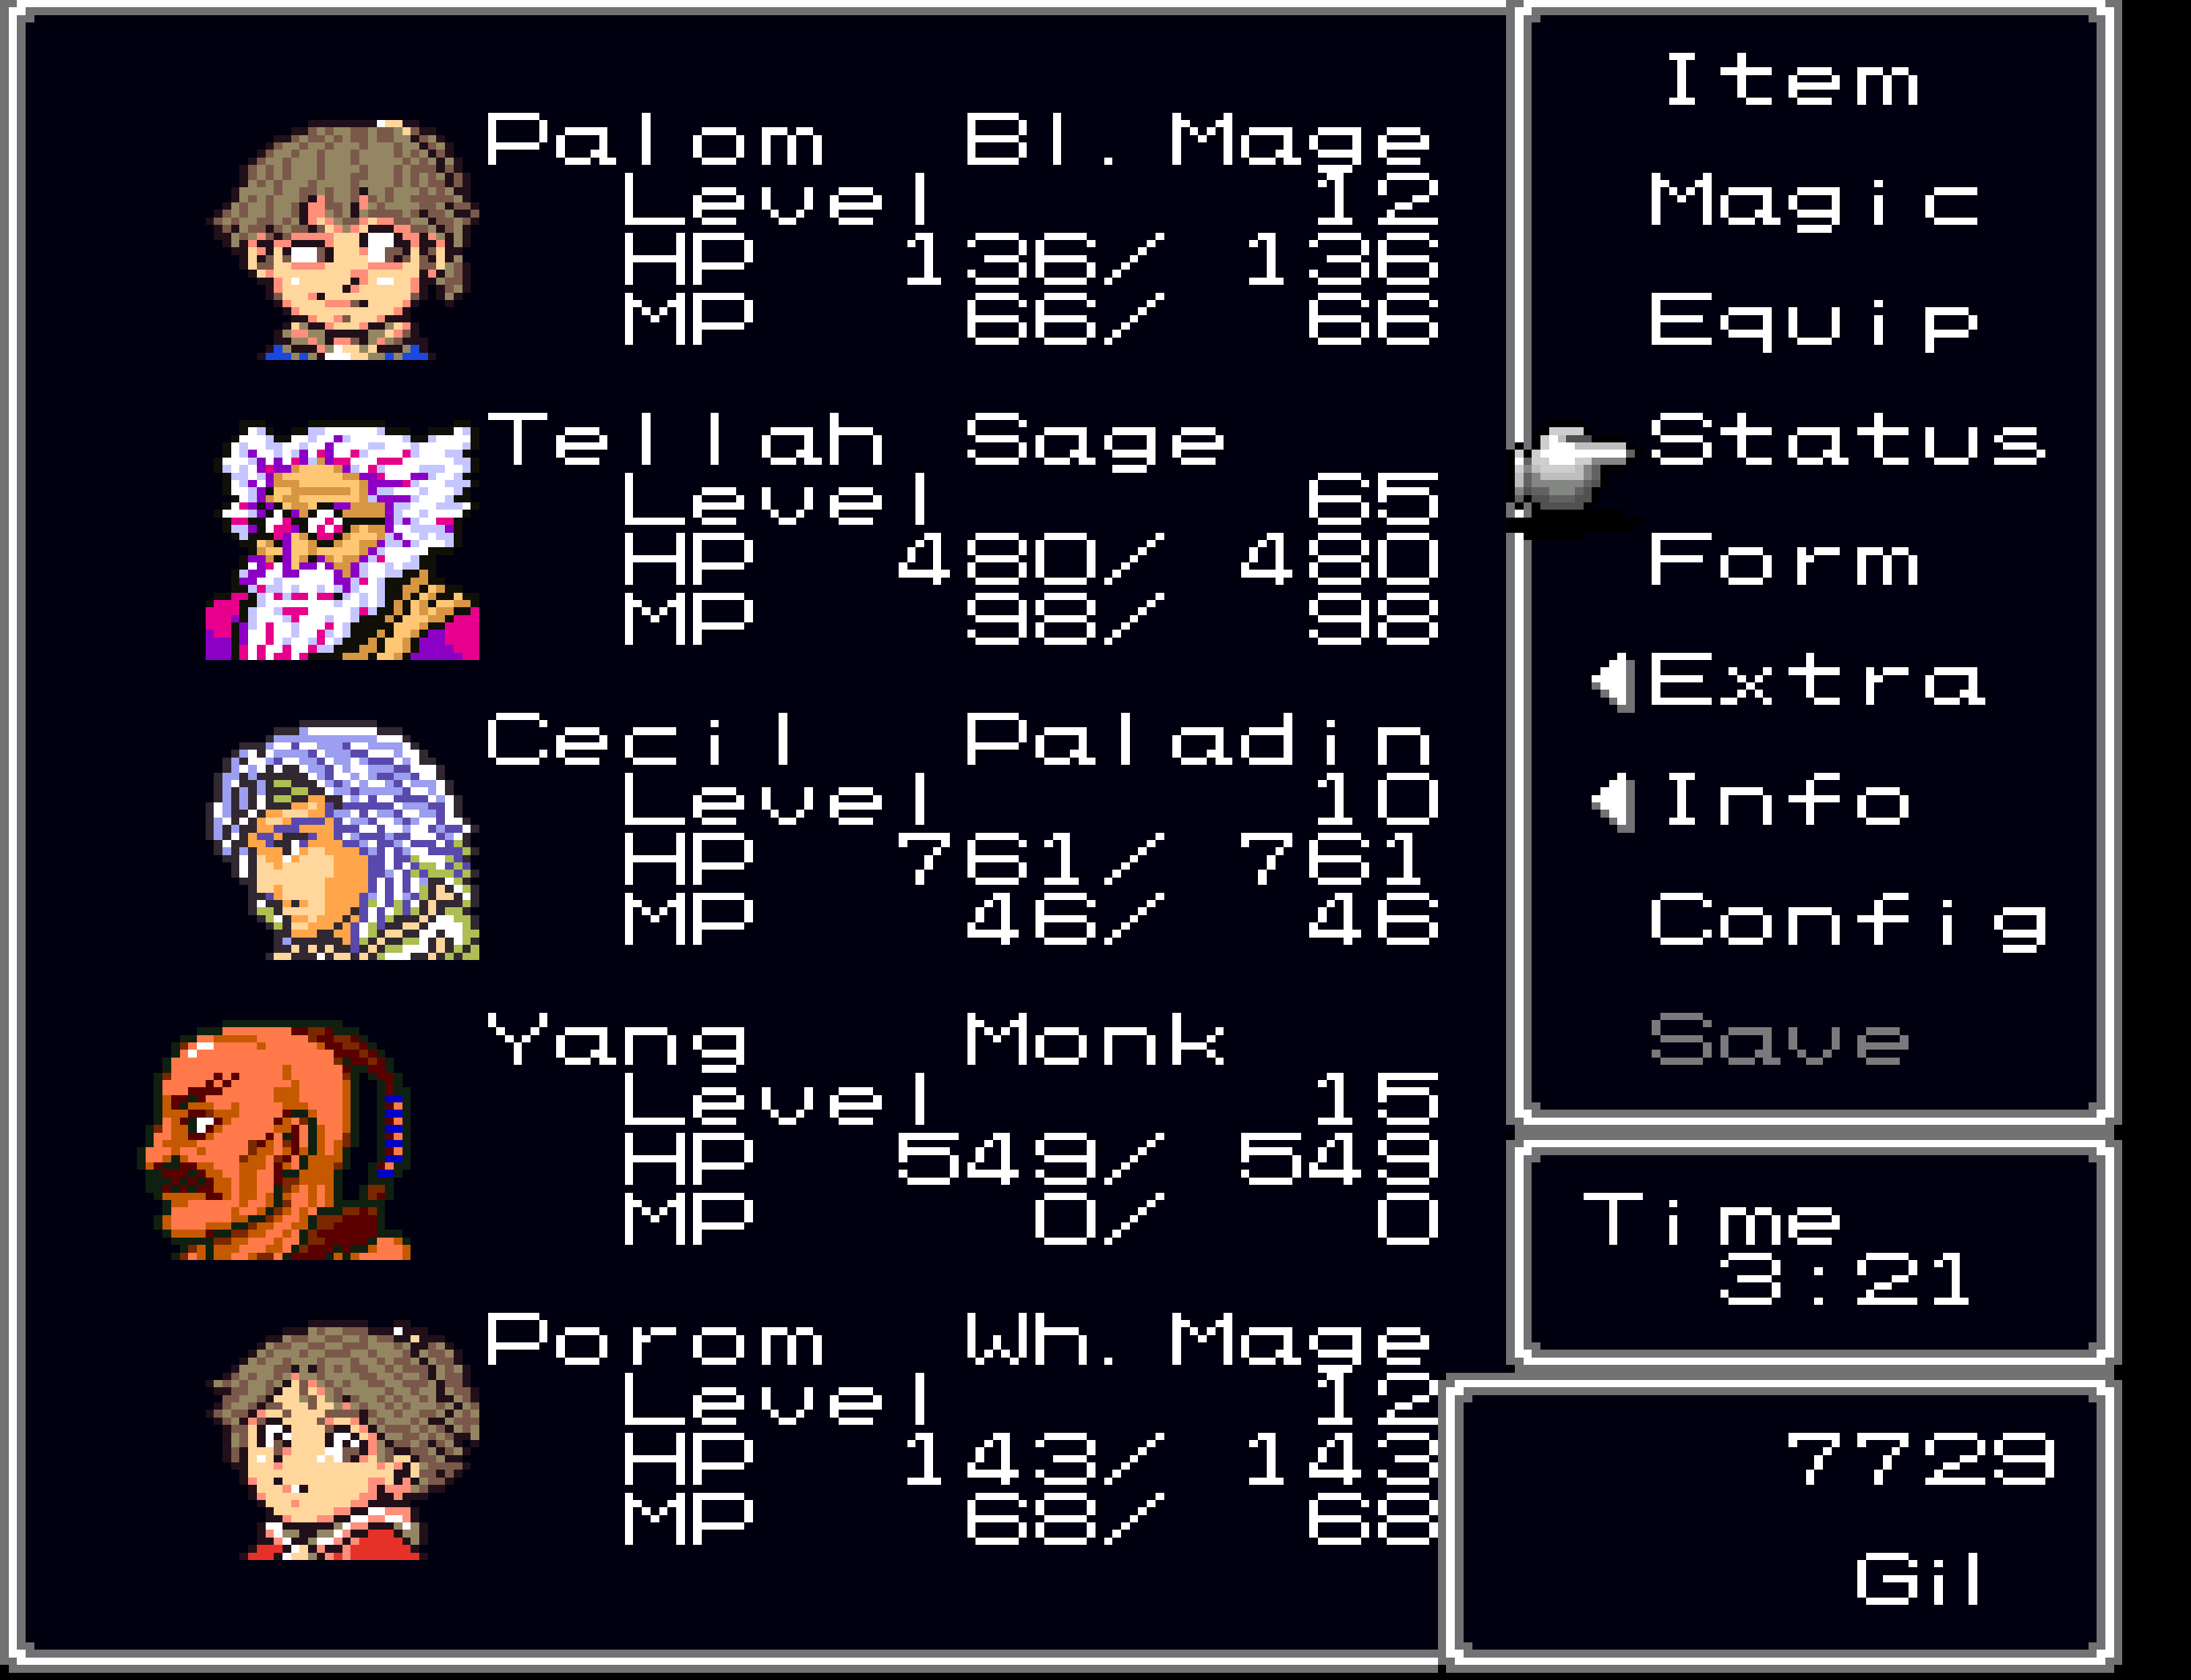 Palom Bl. Mage
Level 12
HP 136/ 136
MP 66/ 66
Tellah Sage
Level 65
HP 480/ 480
MP 98/ 98
Cecil Paladin
Level 10
HP 761/ 761
MP 46/ 46
Yang Monk
Level 15
HP 549/ 549
MP 0/ 0
Porom Wh. Mage
Level 12
HP 143/ 143
MP 68/ 68
Item
Magic
Equip
Status
Form
Extra
Info
Config
Save
Time
3:21
7729
Gil